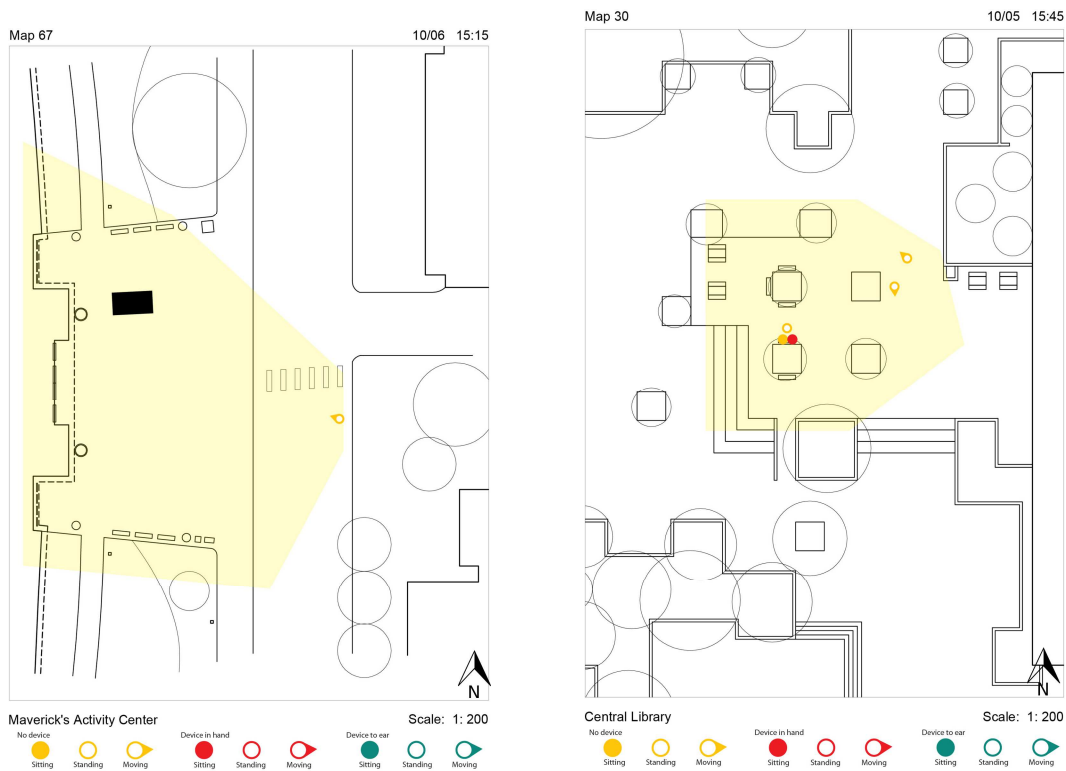 Map 67 10/06 15:15
N
Maverick's Activity Center Scale: 1: 200
No device Device in hand Device to ear
Sitting Standing Moving Sitting Standing Moving Sitting Standing Moving
Map 30 10/05 15:45
N
Central Library Scale: 1: 200
No device Device in hand Device to ear
Sitting Standing Moving Sitting Standing Moving Sitting Standing Moving